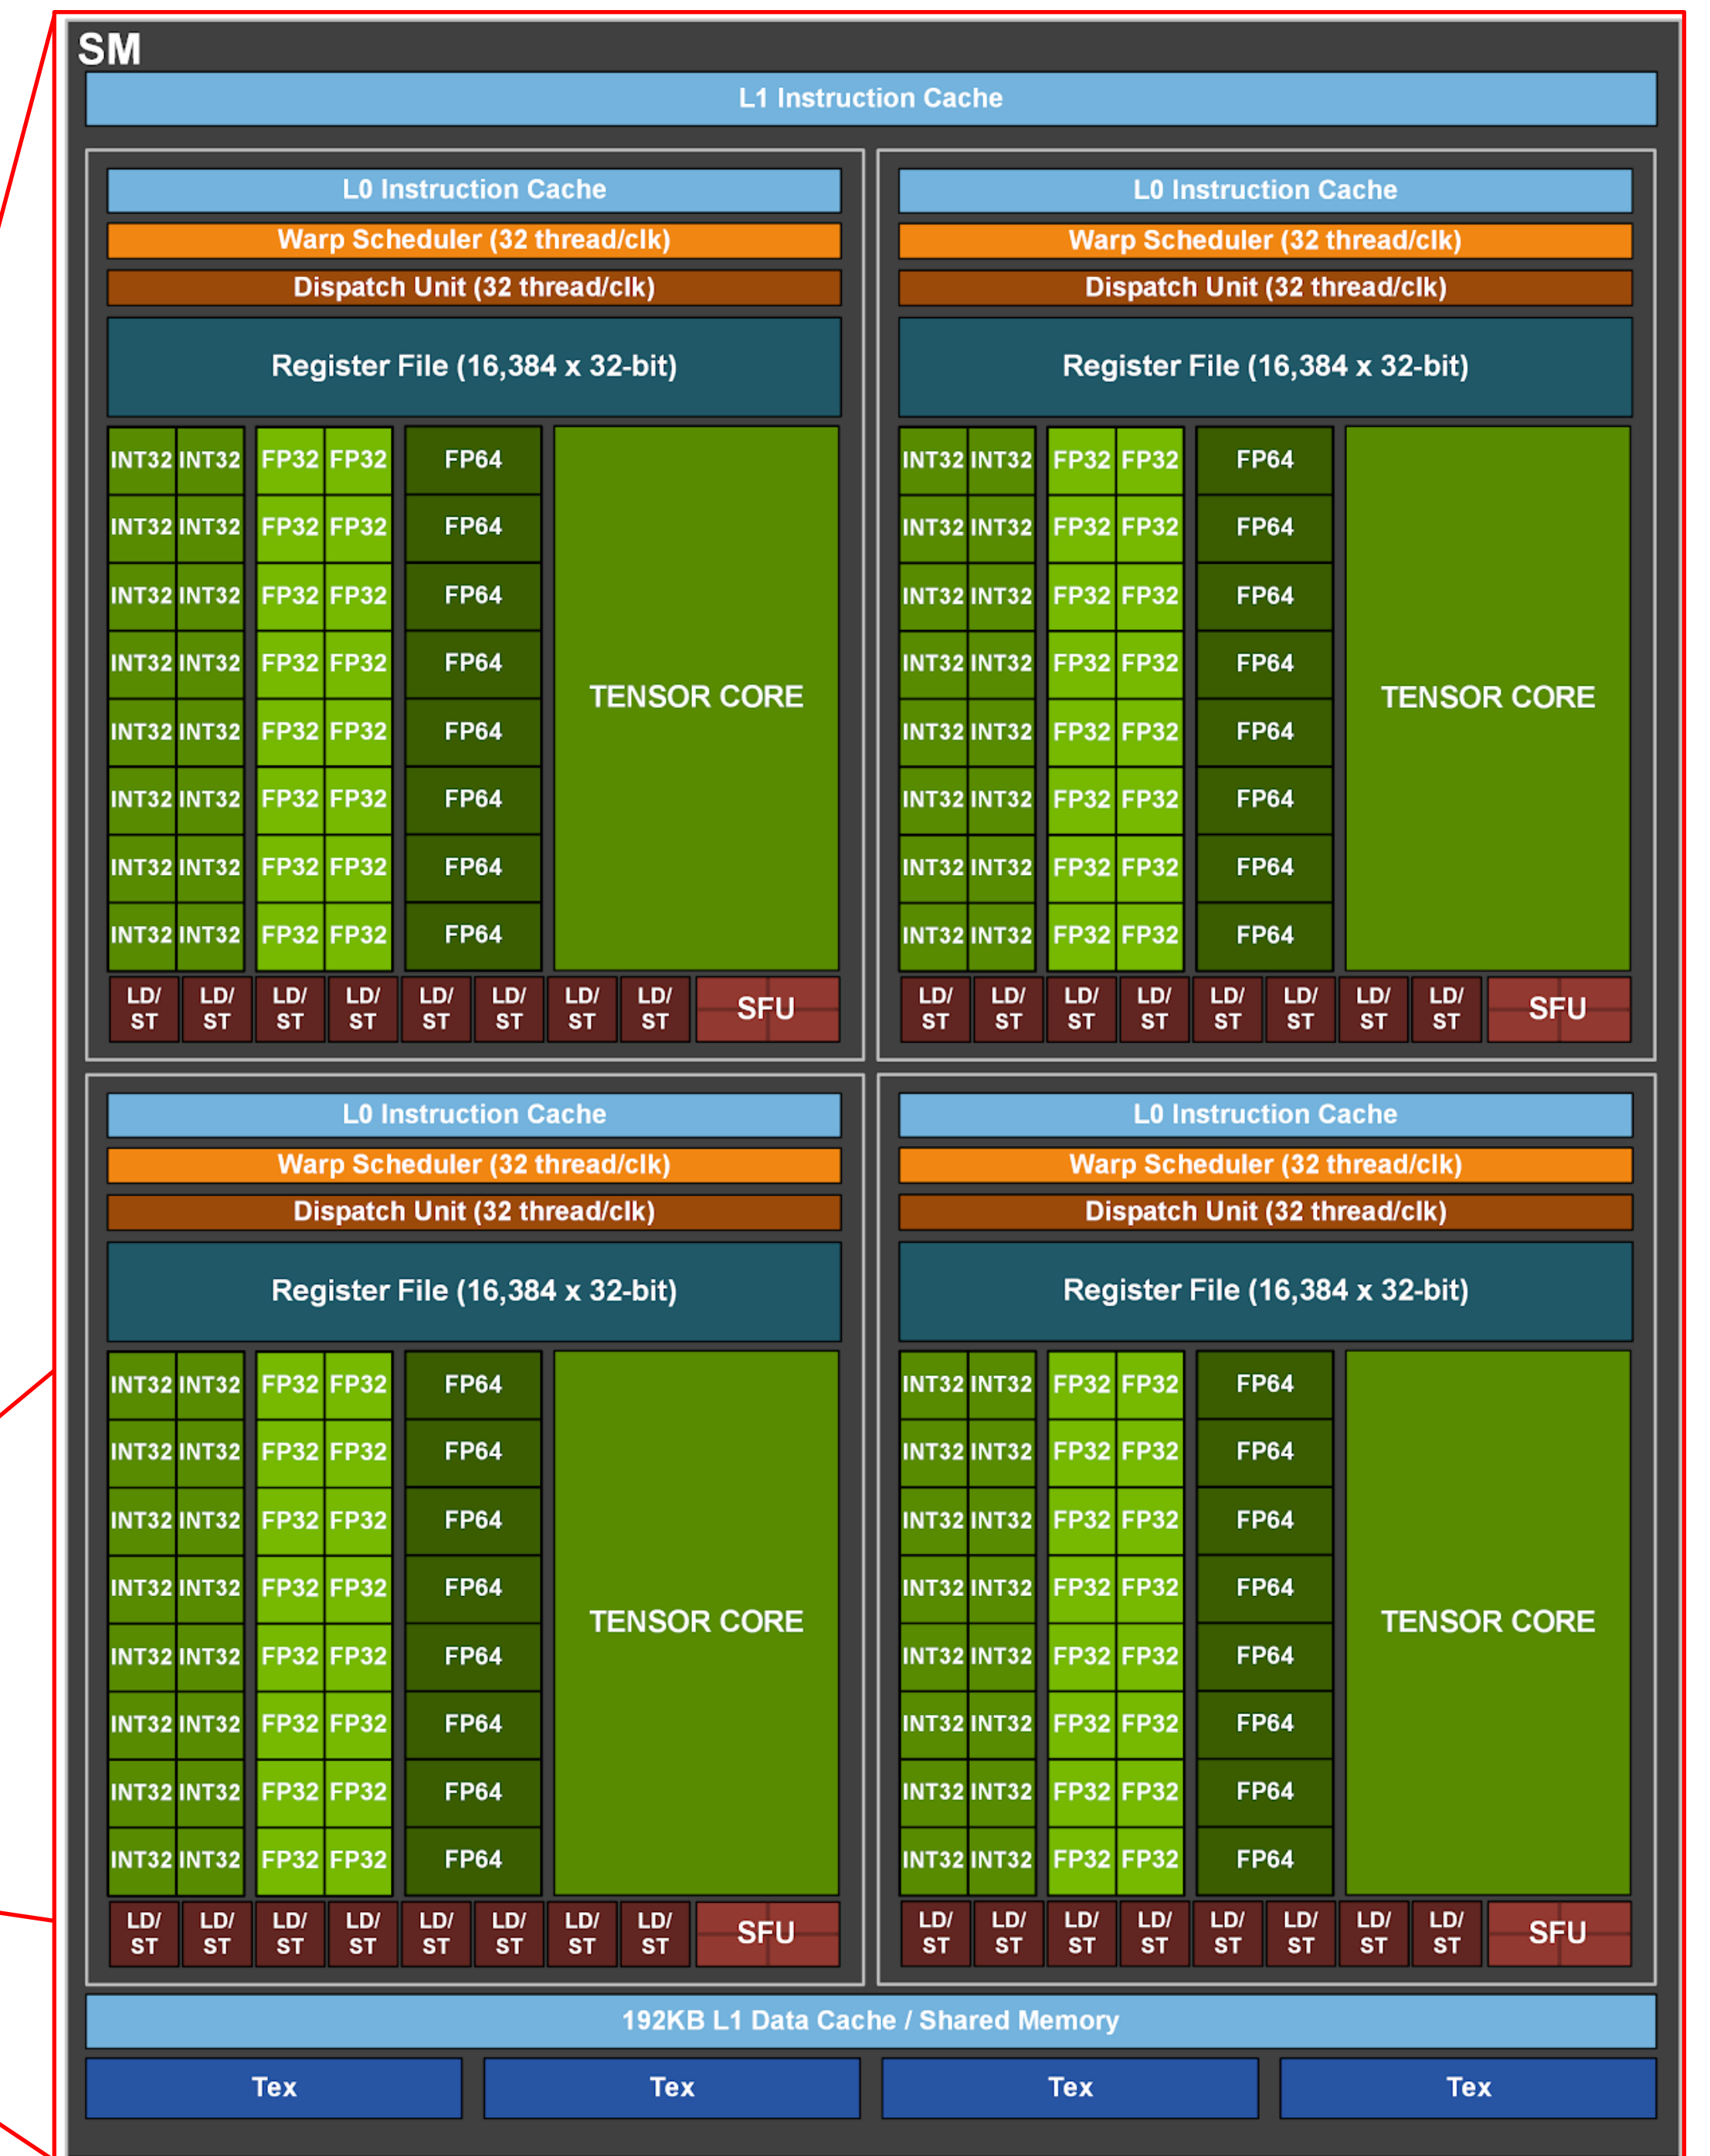 SM
L1 Instruction Cache
L0 Instruction Cache
Warp Scheduler (32 thread/clk)
Dispatch Unit (32 thread/clk)
Register File (16,384 x 32-bit)
INT32 INT32 FP32 FP32 FP64
INT32 INT32 FP32 FP32 FP64
INT32 INT32 FP32 FP32 FP64
INT32 INT32 FP32 FP32 FP64
TENSOR CORE
INT32 INT32 FP32 FP32 FP64
INT32 INT32 FP32 FP32 FP64
INT32 INT32 FP32 FP32 FP64
INT32 INT32 FP32 FP32 FP64
LD/ LD/ LD/ LD/ LD/ LD/ LD/ LD/
ST ST ST ST ST ST ST ST
SFU
L0 Instruction Cache
Warp Scheduler (32 thread/clk)
Dispatch Unit (32 thread/clk)
Register File (16,384 x 32-bit)
INT32 INT32 FP32 FP32 FP64
INT32 INT32 FP32 FP32 FP64
INT32 INT32 FP32 FP32 FP64
INT32 INT32 FP32 FP32 FP64
TENSOR CORE
INT32 INT32 FP32 FP32 FP64
INT32 INT32 FP32 FP32 FP64
INT32 INT32 FP32 FP32 FP64
INT32 INT32 FP32 FP32 FP64
LD/ LD/ LD/ LD/ LD/ LD/ LD/ LD/
ST ST ST ST ST ST ST ST
SFU
L0 Instruction Cache
Warp Scheduler (32 thread/clk)
Dispatch Unit (32 thread/clk)
Register File (16,384 x 32-bit)
INT32 INT32 FP32 FP32 FP64
INT32 INT32 FP32 FP32 FP64
INT32 INT32 FP32 FP32 FP64
INT32 INT32 FP32 FP32 FP64
TENSOR CORE
INT32 INT32 FP32 FP32 FP64
INT32 INT32 FP32 FP32 FP64
INT32 INT32 FP32 FP32 FP64
INT32 INT32 FP32 FP32 FP64
LD/ LD/ LD/ LD/ LD/ LD/ LD/ LD/
ST ST ST ST ST ST ST ST
SFU
L0 Instruction Cache
Warp Scheduler (32 thread/clk)
Dispatch Unit (32 thread/clk)
Register File (16,384 x 32-bit)
INT32 INT32 FP32 FP32 FP64
INT32 INT32 FP32 FP32 FP64
INT32 INT32 FP32 FP32 FP64
INT32 INT32 FP32 FP32 FP64
TENSOR CORE
INT32 INT32 FP32 FP32 FP64
INT32 INT32 FP32 FP32 FP64
INT32 INT32 FP32 FP32 FP64
INT32 INT32 FP32 FP32 FP64
LD/ LD/ LD/ LD/ LD/ LD/ LD/ LD/
ST ST ST ST ST ST ST ST
SFU
192KB L1 Data Cache / Shared Memory
Tex Tex Tex Tex